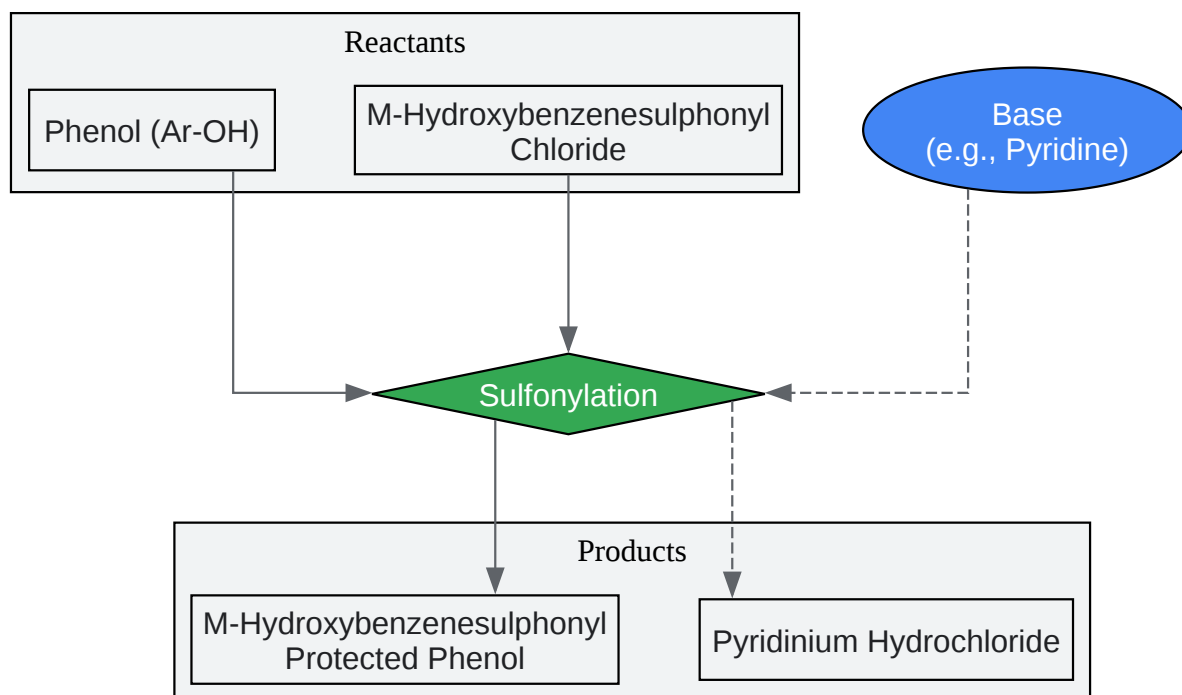 Reactants
Phenol (Ar-OH)
M-Hydroxybenzenesulphonyl
Chloride
Base
(e.g., Pyridine)
Sulfonylation
Products
M-Hydroxybenzenesulphonyl
Protected Phenol
Pyridinium Hydrochloride